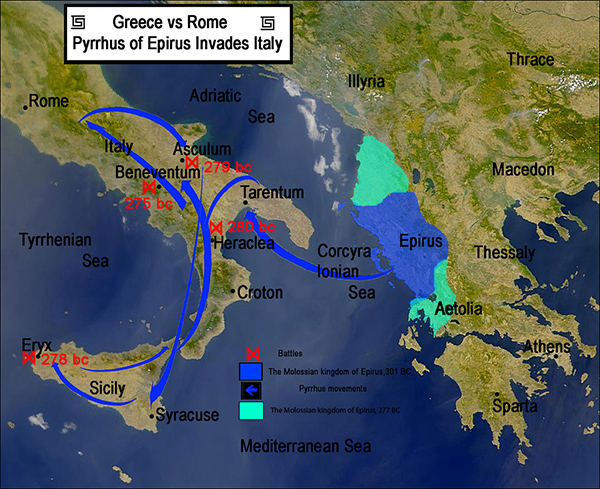 Greece vs Rome
Pyrrhus of Epirus Invades Italy
Thrace
Illyria
Rome
Adriatic
Sea
Italy
Asculum
279 bc
Beneventum
275 bc
Macedon
Tarentum
280 bc
Heraclea
Tyrrhenian
Sea
Corcyra
Ionian
Sea
Epirus
Thessaly
Croton
Aetolia
Eryx
278 bc
Sicily
Syracuse
Athens
Sparta
Battles
The Molossian kingdom of Epirus,301 BC
Pyrrhus movements
The Molossian kingdom of Epirus, 277 BC
Mediterranean Sea